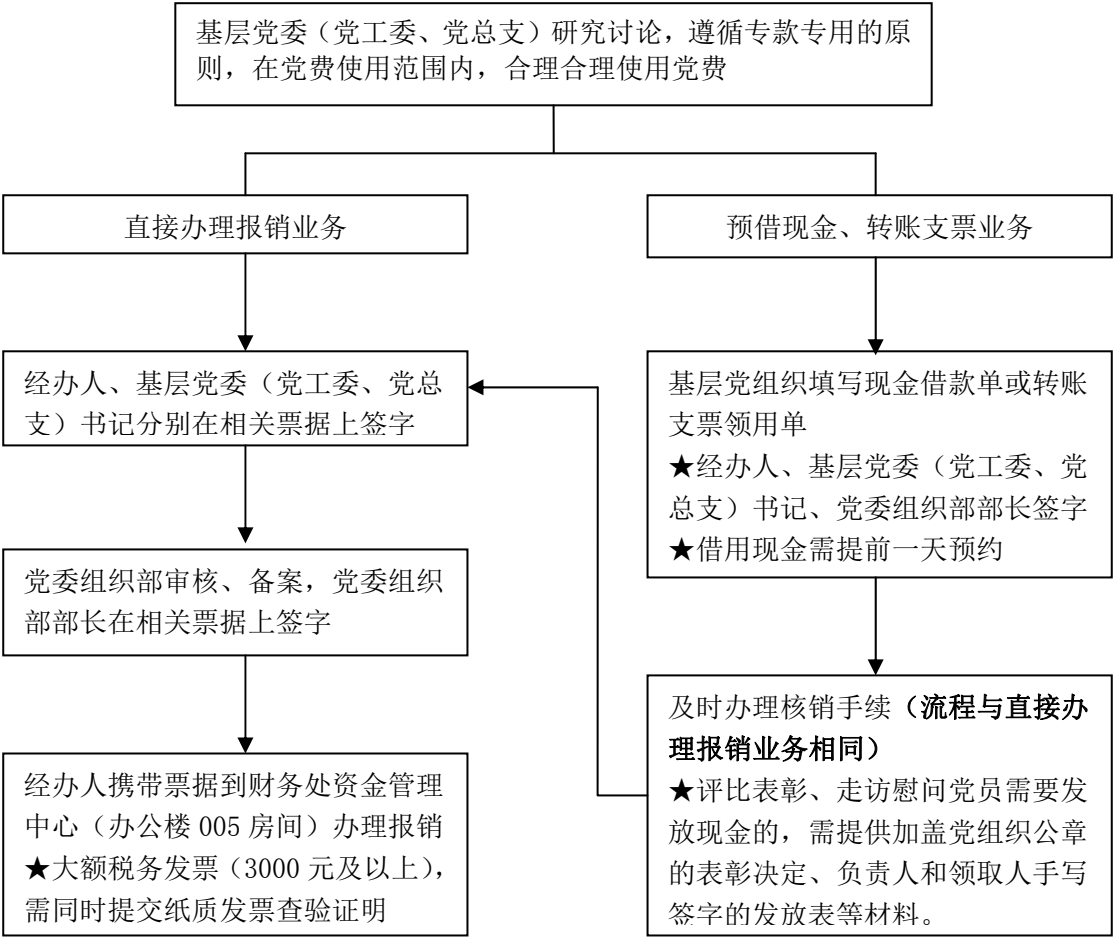 基层党委（党工委、党总支）研究讨论，遵循专款专用的原
则，在党费使用范围内，合理合理使用党费
直接办理报销业务
预借现金、转账支票业务
经办人、基层党委（党工委、党总
支）书记分别在相关票据上签字
基层党组织填写现金借款单或转账
支票领用单
★经办人、基层党委（党工委、党
总支）书记、党委组织部部长签字
★借用现金需提前一天预约
党委组织部审核、备案，党委组织
部部长在相关票据上签字
及时办理核销手续（流程与直接办
理报销业务相同）
★评比表彰、走访慰问党员需要发
放现金的，需提供加盖党组织公章
的表彰决定、负责人和领取人手写
签字的发放表等材料。
经办人携带票据到财务处资金管理
中心（办公楼 005 房间）办理报销
★大额税务发票（3000 元及以上），
需同时提交纸质发票查验证明